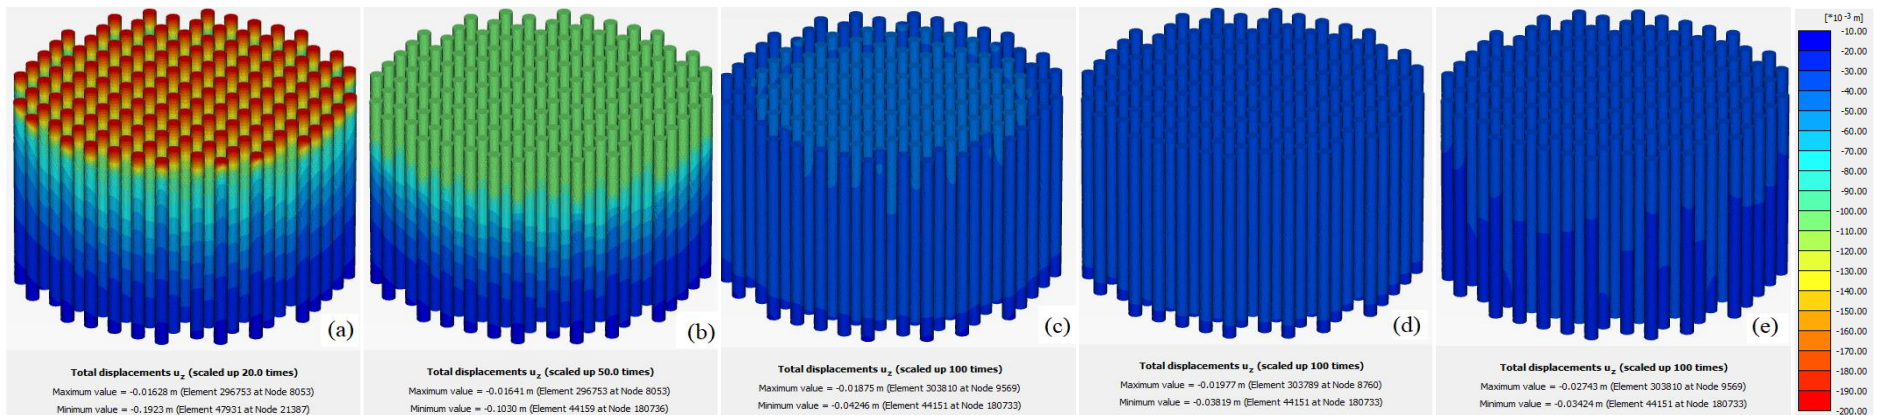 (a)
Total displacements uz (scaled up 20.0 times)
Maximum value = -0.01628 m (Element 296753 at Node 8053)
Minimum value = -0.1923 m (Element 47931 at Node 21387)
(b)
Total displacements uz (scaled up 50.0 times)
Maximum value = -0.01641 m (Element 296753 at Node 8053)
Minimum value = -0.1030 m (Element 44159 at Node 180736)
(c)
Total displacements uz (scaled up 100 times)
Maximum value = -0.01875 m (Element 303810 at Node 9569)
Minimum value = -0.04246 m (Element 44151 at Node 180733)
(d)
Total displacements uz (scaled up 100 times)
Maximum value = -0.01977 m (Element 303789 at Node 8760)
Minimum value = -0.03819 m (Element 44151 at Node 180733)
(e)
Total displacements uz (scaled up 100 times)
Maximum value = -0.02743 m (Element 303810 at Node 9569)
Minimum value = -0.03424 m (Element 44151 at Node 180733)
[*10⁻³ m]
-10.00
-20.00
-30.00
-40.00
-50.00
-60.00
-70.00
-80.00
-90.00
-100.00
-110.00
-120.00
-130.00
-140.00
-150.00
-160.00
-170.00
-180.00
-190.00
-200.00